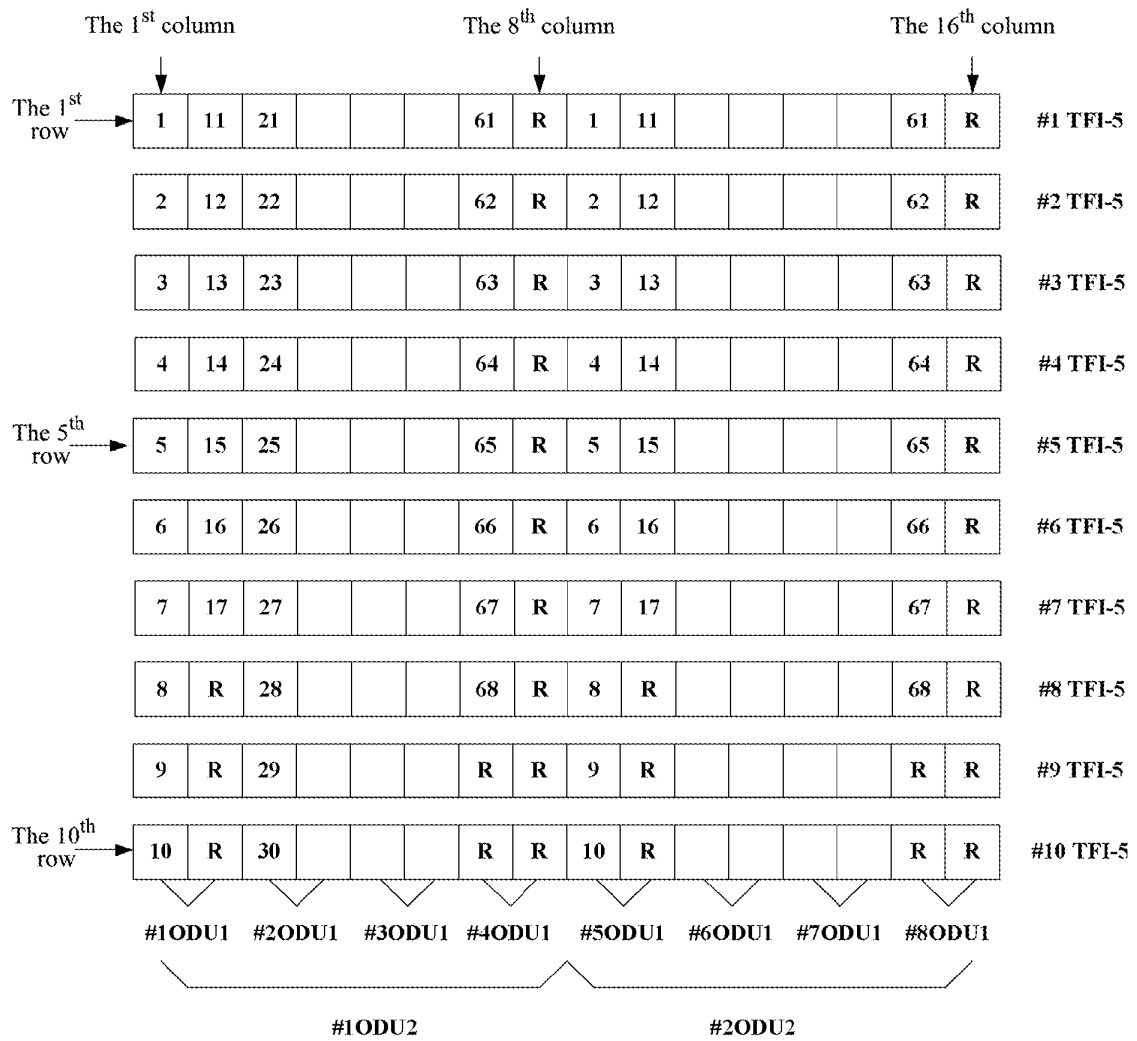 The 1st column The 8th column The 16th column
The 1st row 1 11 21 61 R 1 11 61 R #1 TFI-5
2 12 22 62 R 2 12 62 R #2 TFI-5
3 13 23 63 R 3 13 63 R #3 TFI-5
4 14 24 64 R 4 14 64 R #4 TFI-5
The 5th row 5 15 25 65 R 5 15 65 R #5 TFI-5
6 16 26 66 R 6 16 66 R #6 TFI-5
7 17 27 67 R 7 17 67 R #7 TFI-5
8 R 28 68 R 8 R 68 R #8 TFI-5
9 R 29 R R 9 R R R #9 TFI-5
The 10th row 10 R 30 R R 10 R R R #10 TFI-5
#1ODU1 #2ODU1 #3ODU1 #4ODU1 #5ODU1 #6ODU1 #7ODU1 #8ODU1
#1ODU2 #2ODU2